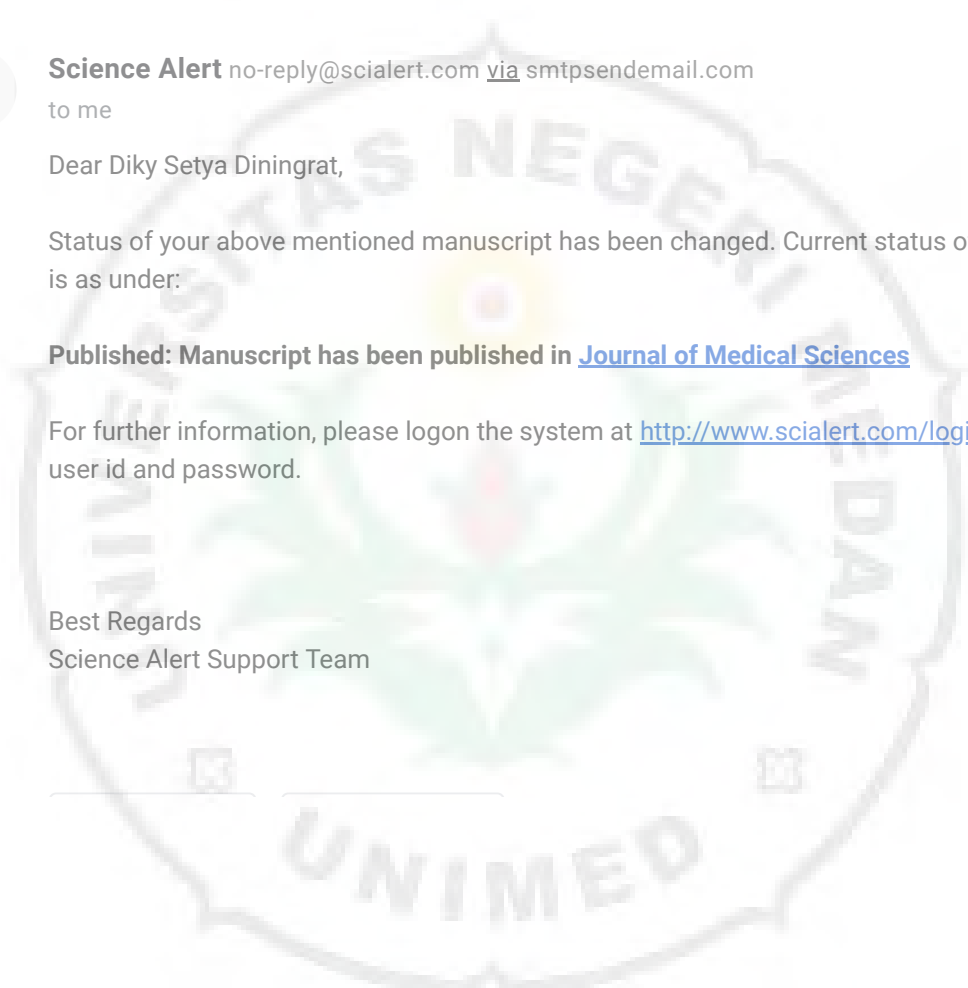 Science Alert no-reply@scialert.com via smtpsendemail.com
to me
Dear Diky Setya Diningrat,
Status of your above mentioned manuscript has been changed. Current status o
is as under:
Published: Manuscript has been published in Journal of Medical Sciences
For further information, please logon the system at http://www.scialert.com/logi
user id and password.
Best Regards
Science Alert Support Team
UNIVERSITAS NEGERI MEDAN
UNIMED